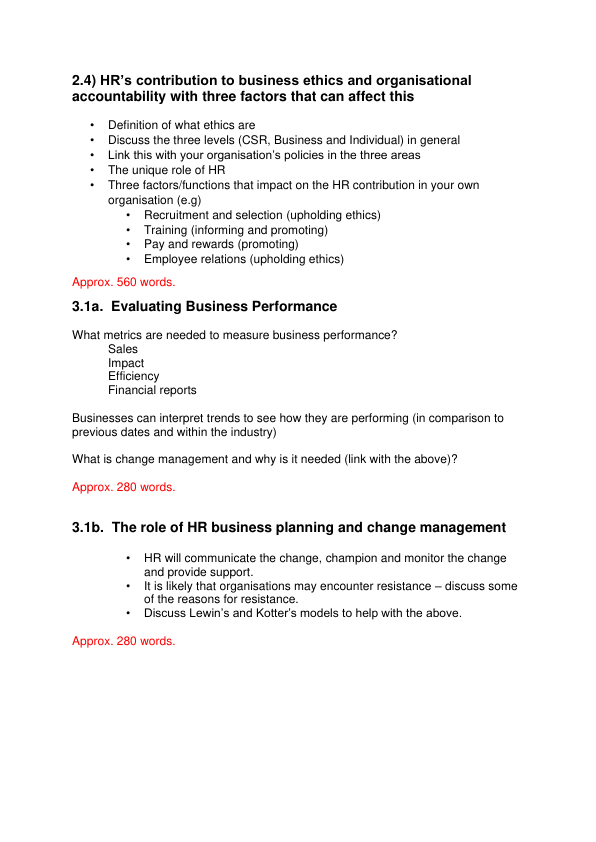 2.4) HR’s contribution to business ethics and organisational
accountability with three factors that can affect this
• Definition of what ethics are
• Discuss the three levels (CSR, Business and Individual) in general
• Link this with your organisation’s policies in the three areas
• The unique role of HR
• Three factors/functions that impact on the HR contribution in your own
organisation (e.g)
• Recruitment and selection (upholding ethics)
• Training (informing and promoting)
• Pay and rewards (promoting)
• Employee relations (upholding ethics)
Approx. 560 words.
3.1a. Evaluating Business Performance
What metrics are needed to measure business performance?
Sales
Impact
Efficiency
Financial reports
Businesses can interpret trends to see how they are performing (in comparison to
previous dates and within the industry)
What is change management and why is it needed (link with the above)?
Approx. 280 words.
3.1b. The role of HR business planning and change management
• HR will communicate the change, champion and monitor the change
and provide support.
• It is likely that organisations may encounter resistance – discuss some
of the reasons for resistance.
• Discuss Lewin’s and Kotter’s models to help with the above.
Approx. 280 words.